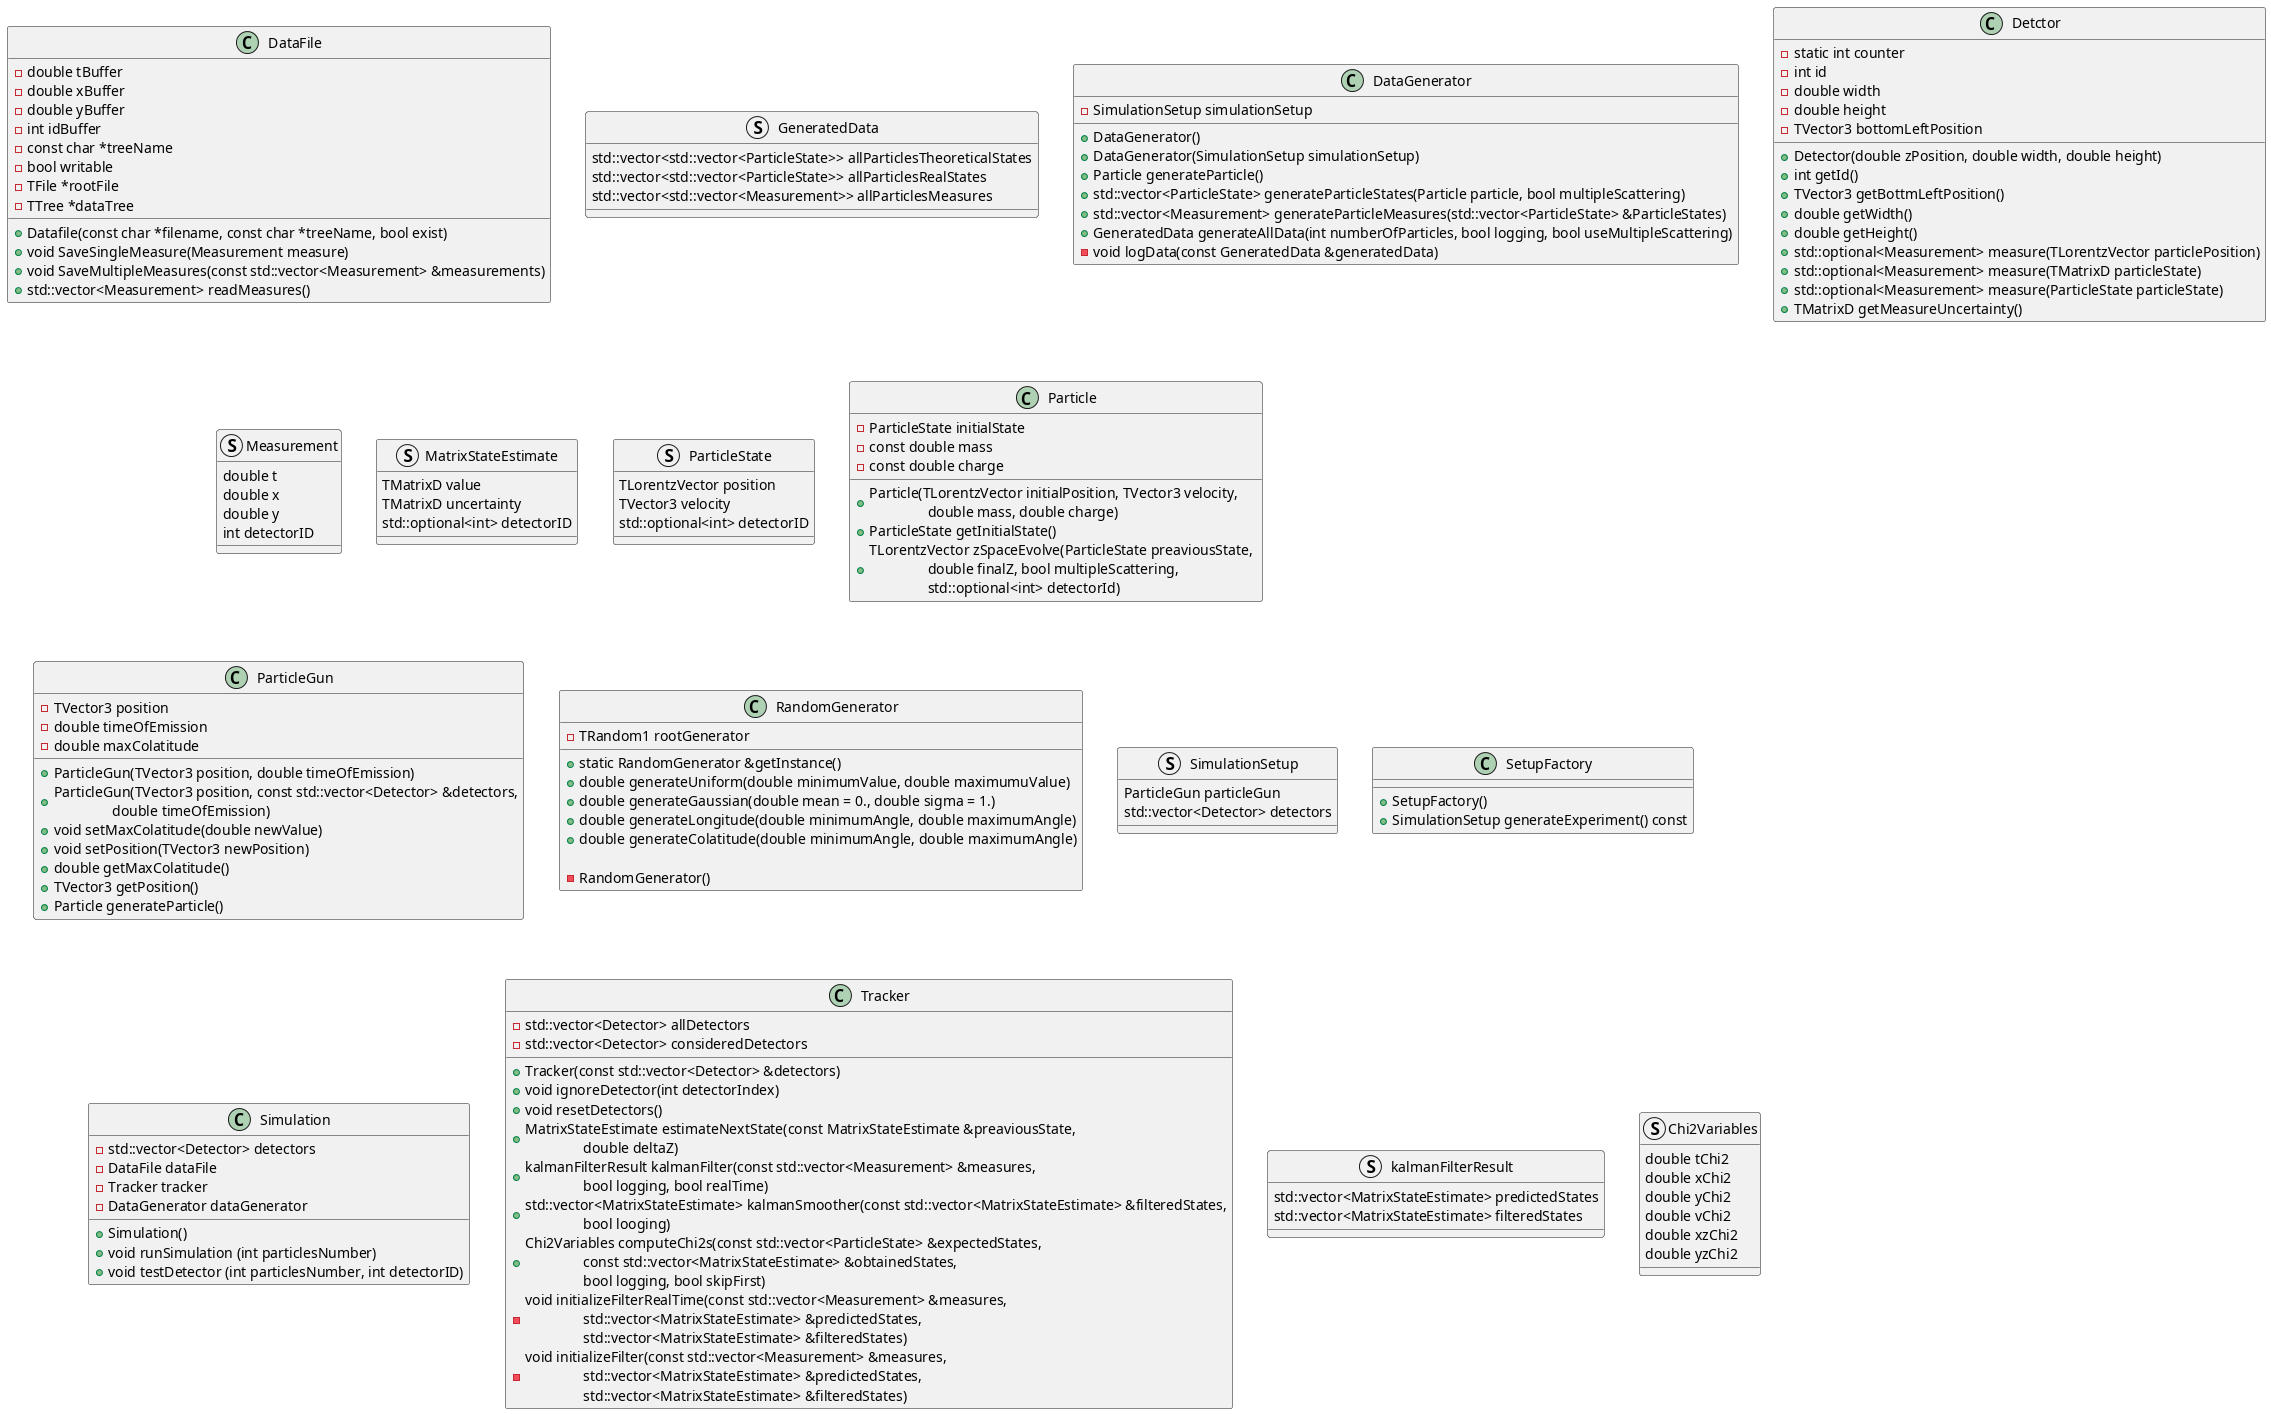 C DataFile
double tBuffer
double xBuffer
double yBuffer
int idBuffer
const char *treeName
bool writable
TFile *rootFile
TTree *dataTree
Datafile(const char *filename, const char *treeName, bool exist)
void SaveSingleMeasure(Measurement measure)
void SaveMultipleMeasures(const std::vector<Measurement> &measurements)
std::vector<Measurement> readMeasures()
S GeneratedData
std::vector<std::vector<ParticleState>> allParticlesTheoreticalStates
std::vector<std::vector<ParticleState>> allParticlesRealStates
std::vector<std::vector<Measurement>> allParticlesMeasures
C DataGenerator
SimulationSetup simulationSetup
DataGenerator()
DataGenerator(SimulationSetup simulationSetup)
Particle generateParticle()
std::vector<ParticleState> generateParticleStates(Particle particle, bool multipleScattering)
std::vector<Measurement> generateParticleMeasures(std::vector<ParticleState> &ParticleStates)
GeneratedData generateAllData(int numberOfParticles, bool logging, bool useMultipleScattering)
void logData(const GeneratedData &generatedData)
C Detctor
static int counter
int id
double width
double height
TVector3 bottomLeftPosition
Detector(double zPosition, double width, double height)
int getId()
TVector3 getBottmLeftPosition()
double getWidth()
double getHeight()
std::optional<Measurement> measure(TLorentzVector particlePosition)
std::optional<Measurement> measure(TMatrixD particleState)
std::optional<Measurement> measure(ParticleState particleState)
TMatrixD getMeasureUncertainty()
S Measurement
double t
double x
double y
int detectorID
S MatrixStateEstimate
TMatrixD value
TMatrixD uncertainty
std::optional<int> detectorID
S ParticleState
TLorentzVector position
TVector3 velocity
std::optional<int> detectorID
C Particle
ParticleState initialState
const double mass
const double charge
Particle(TLorentzVector initialPosition, TVector3 velocity,
double mass, double charge)
ParticleState getInitialState()
TLorentzVector zSpaceEvolve(ParticleState preaviousState,
double finalZ, bool multipleScattering,
std::optional<int> detectorId)
C ParticleGun
TVector3 position
double timeOfEmission
double maxColatitude
ParticleGun(TVector3 position, double timeOfEmission)
ParticleGun(TVector3 position, const std::vector<Detector> &detectors,
double timeOfEmission)
void setMaxColatitude(double newValue)
void setPosition(TVector3 newPosition)
double getMaxColatitude()
TVector3 getPosition()
Particle generateParticle()
C RandomGenerator
TRandom1 rootGenerator
static RandomGenerator &getInstance()
double generateUniform(double minimumValue, double maximumuValue)
double generateGaussian(double mean = 0., double sigma = 1.)
double generateLongitude(double minimumAngle, double maximumAngle)
double generateColatitude(double minimumAngle, double maximumAngle)
RandomGenerator()
S SimulationSetup
ParticleGun particleGun
std::vector<Detector> detectors
C SetupFactory
SetupFactory()
SimulationSetup generateExperiment() const
C Simulation
std::vector<Detector> detectors
DataFile dataFile
Tracker tracker
DataGenerator dataGenerator
Simulation()
void runSimulation (int particlesNumber)
void testDetector (int particlesNumber, int detectorID)
C Tracker
std::vector<Detector> allDetectors
std::vector<Detector> consideredDetectors
Tracker(const std::vector<Detector> &detectors)
void ignoreDetector(int detectorIndex)
void resetDetectors()
MatrixStateEstimate estimateNextState(const MatrixStateEstimate &preaviousState,
double deltaZ)
kalmanFilterResult kalmanFilter(const std::vector<Measurement> &measures,
bool logging, bool realTime)
std::vector<MatrixStateEstimate> kalmanSmoother(const std::vector<MatrixStateEstimate> &filteredStates,
bool looging)
Chi2Variables computeChi2s(const std::vector<ParticleState> &expectedStates,
const std::vector<MatrixStateEstimate> &obtainedStates,
bool logging, bool skipFirst)
void initializeFilterRealTime(const std::vector<Measurement> &measures,
std::vector<MatrixStateEstimate> &predictedStates,
std::vector<MatrixStateEstimate> &filteredStates)
void initializeFilter(const std::vector<Measurement> &measures,
std::vector<MatrixStateEstimate> &predictedStates,
std::vector<MatrixStateEstimate> &filteredStates)
S kalmanFilterResult
std::vector<MatrixStateEstimate> predictedStates
std::vector<MatrixStateEstimate> filteredStates
S Chi2Variables
double tChi2
double xChi2
double yChi2
double vChi2
double xzChi2
double yzChi2